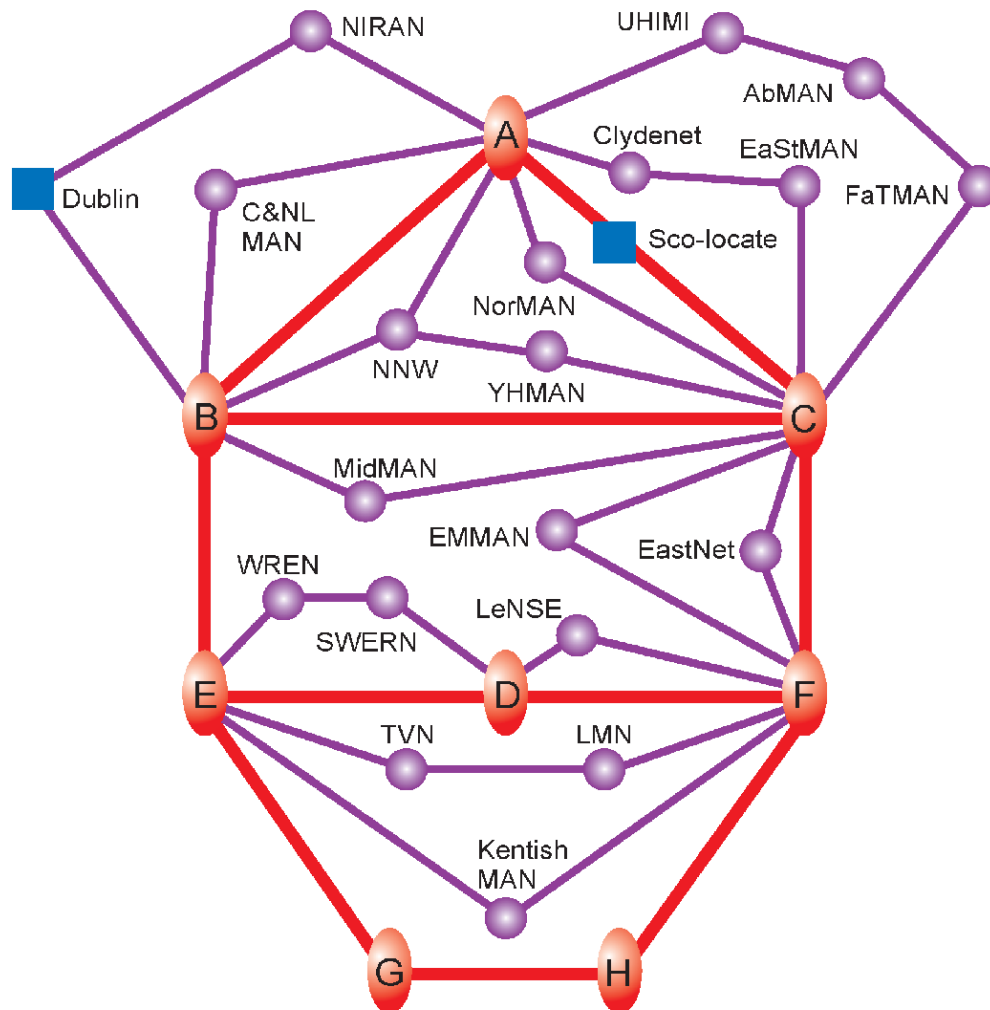 NIRAN
UHIMI
AbMAN
A
Clydenet
EaStMAN
Dublin
C&NL
MAN
FaTMAN
Sco-locate
NorMAN
NNW
YHMAN
B
C
MidMAN
EMMAN
EastNet
WREN
SWERN
LeNSE
E
D
F
TVN
LMN
Kentish
MAN
G
H